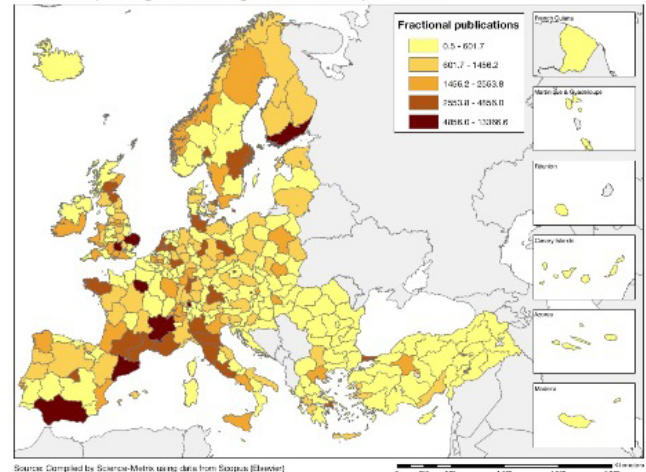 Fractional publications
0.5 - 601.7
601.7 - 1456.2
1456.2 - 2553.8
2553.8 - 4856.0
4856.0 - 13366.6
French Guiana
Martinique & Guadeloupe
Réunion
Canary Islands
Azores
Madeira
Source: Compiled by Science-Metrix using data from Scopus (Elsevier)
Kilometers